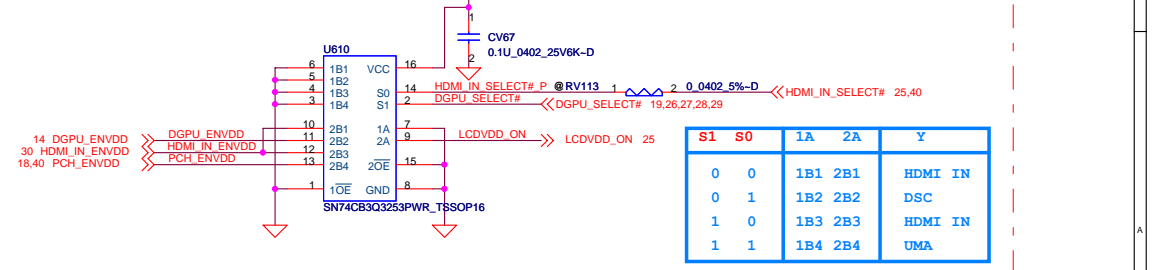 1
CV67
0.1U_0402_25V6K~D
2
U610
6 1B1 VCC 16
5 1B2
4 1B3 S0 14 HDMI_IN_SELECT#_P @RV113 1 2 0_0402_5%~D HDMI_IN_SELECT# 25,40
3 1B4 S1 2 DGPU_SELECT# DGPU_SELECT# 19,26,27,28,29
10 2B1 1A 7
14 DGPU_ENVDD DGPU_ENVDD 11 2B2 2A 9 LCDVDD_ON LCDVDD_ON 25
30 HDMI_IN_ENVDD HDMI_IN_ENVDD 12 2B3
18,40 PCH_ENVDD PCH_ENVDD 13 2B4 2OE 15
1 1OE GND 8
SN74CB3Q3253PWR_TSSOP16
S1 S0 1A 2A Y
0 0 1B1 2B1 HDMI IN
0 1 1B2 2B2 DSC
1 0 1B3 2B3 HDMI IN
1 1 1B4 2B4 UMA
A